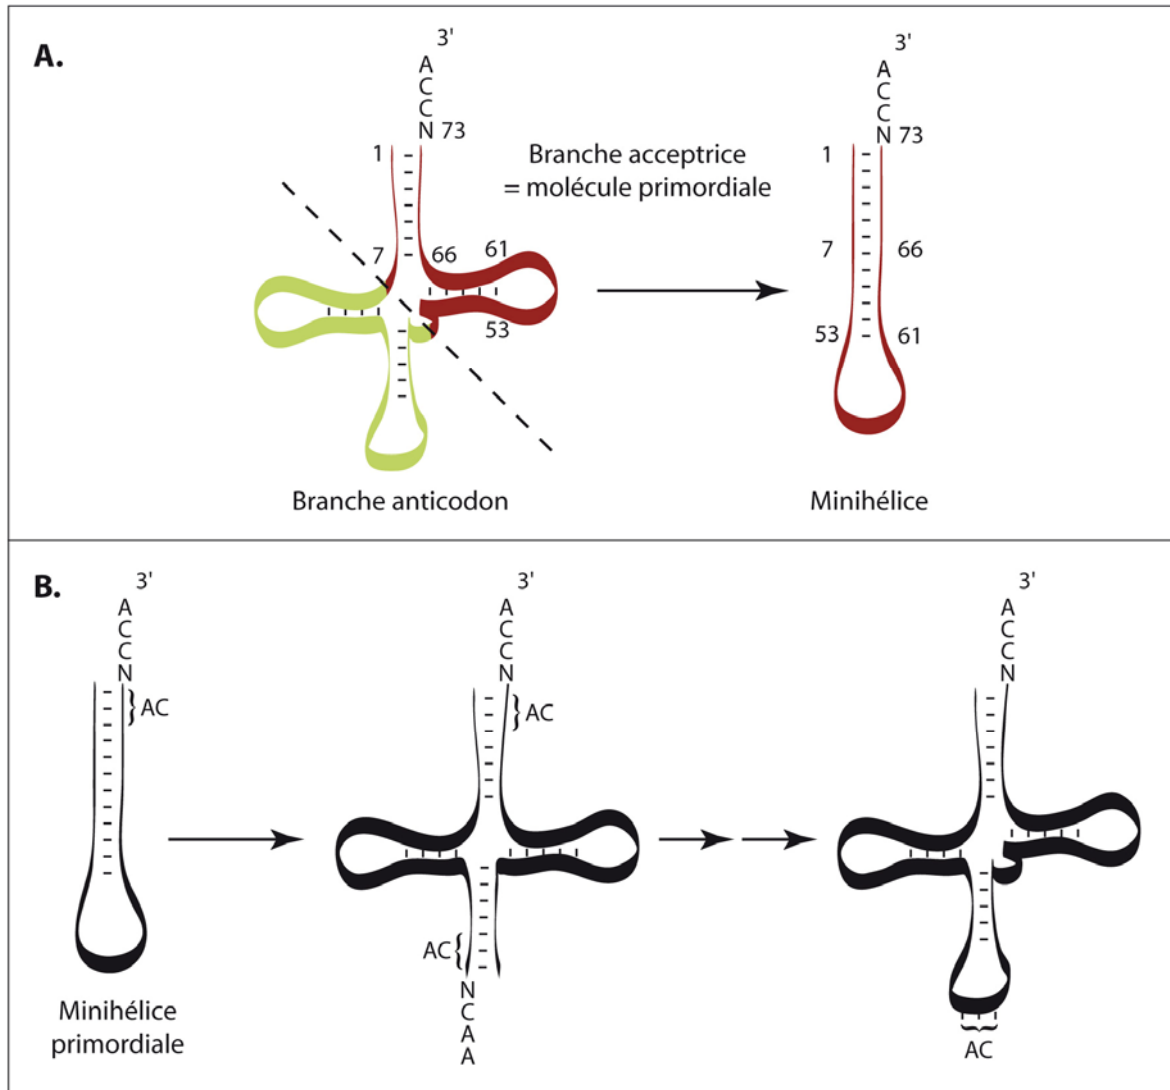 A.
3'
A
C
C
N 73
1
Branche acceptrice
= molécule primordiale
7
66
61
53
Branche anticodon
3'
A
C
C
N 73
1
7
66
53
61
Minihélice
B.
3'
A
C
C
N
AC
Minihélice
primordiale
3'
A
C
C
N
AC
AC
N
C
A
A
3'
A
C
C
N
AC